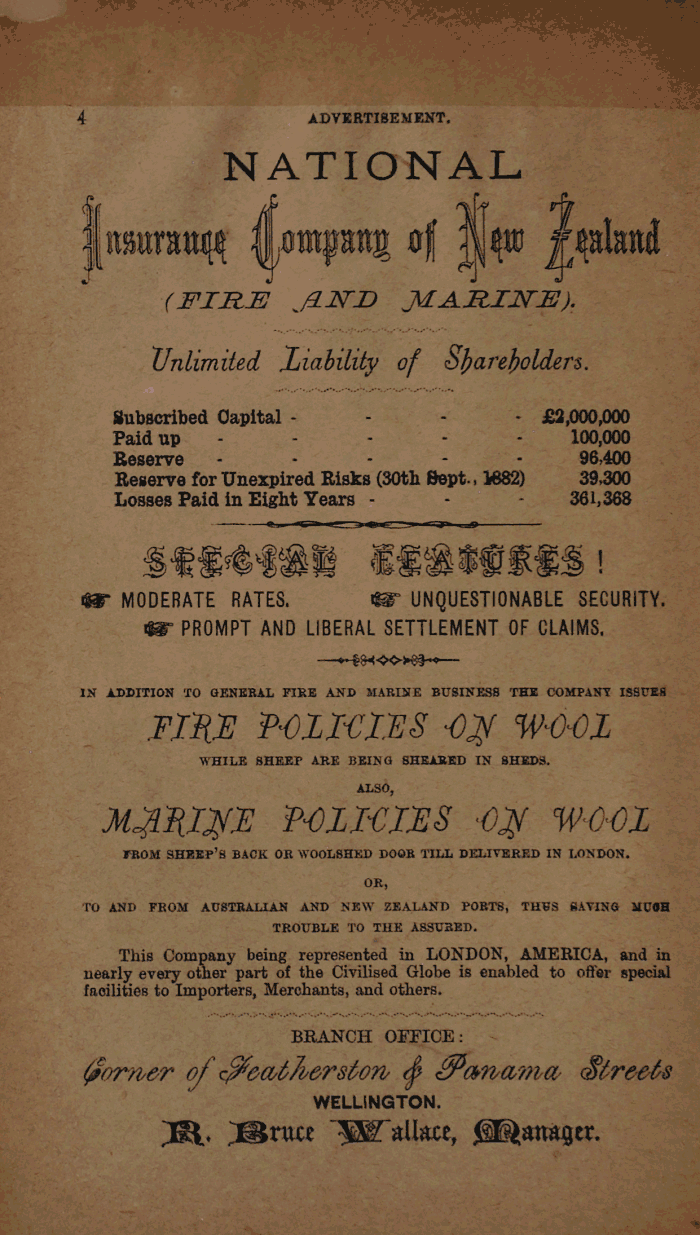 4 ADVERTISEMENT.
NATIONAL
Insurance Company of New Zealand
(FIRE AND MARINE).
Unlimited Liability of Shareholders.
Subscribed Capital - - - - £2,000,000
Paid up - - - - - 100,000
Reserve - - - - - 96,400
Reserve for Unexpired Risks (30th Sept., 1882) 39,300
Losses Paid in Eight Years - - - 361,368
SPECIAL FEATURES!
☞ MODERATE RATES. ☞ UNQUESTIONABLE SECURITY.
☞ PROMPT AND LIBERAL SETTLEMENT OF CLAIMS.
IN ADDITION TO GENERAL FIRE AND MARINE BUSINESS THE COMPANY ISSUES
FIRE POLICIES ON WOOL
WHILE SHEEP ARE BEING SHEARED IN SHEDS.
ALSO,
MARINE POLICIES ON WOOL
FROM SHEEP'S BACK OR WOOLSHED DOOR TILL DELIVERED IN LONDON.
OR,
TO AND FROM AUSTRALIAN AND NEW ZEALAND PORTS, THUS SAVING MUCH
TROUBLE TO THE ASSURED.
This Company being represented in LONDON, AMERICA, and in
nearly every other part of the Civilised Globe is enabled to offer special
facilities to Importers, Merchants, and others.
BRANCH OFFICE:
Corner of Featherston & Panama Streets
WELLINGTON.
R. Bruce Wallace, Manager.